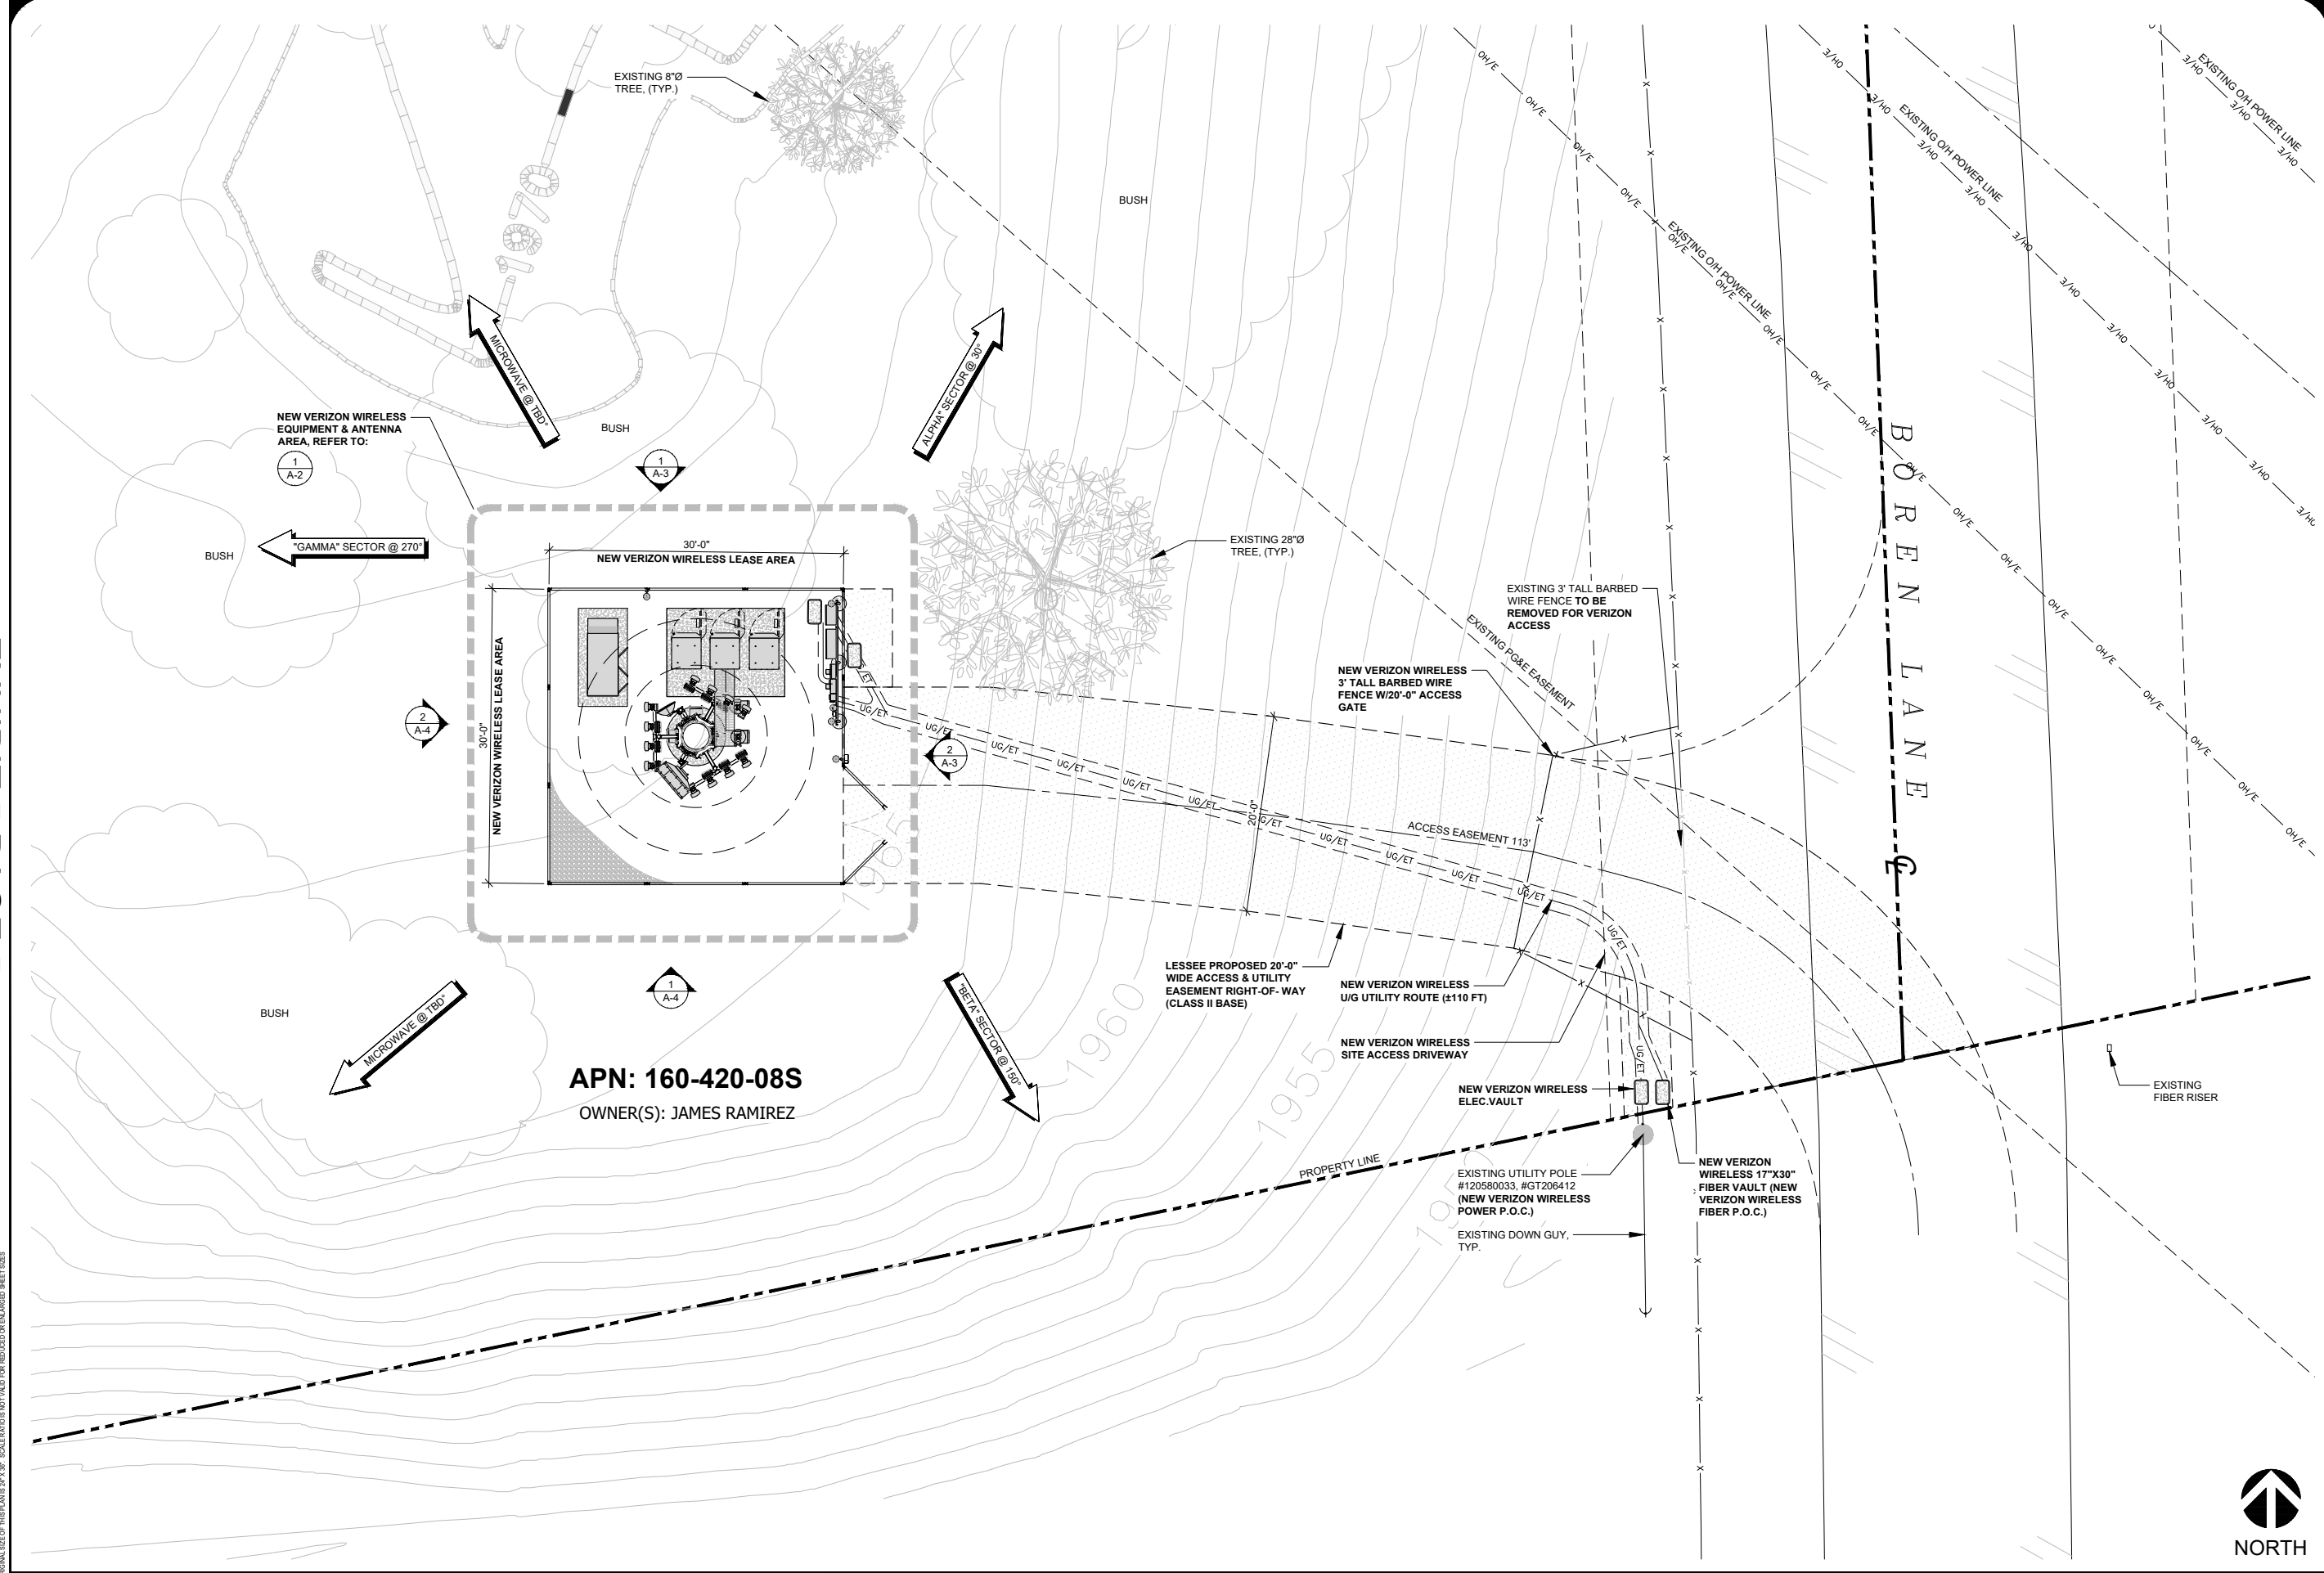 EXISTING 8"Ø
TREE, (TYP.)
1970
BUSH
OH/E
EXISTING O/H POWER LINE
EXISTING O/H POWER LINE
EXISTING O/H POWER LINE
MICROWAVE @ TBD°
ALPHA" SECTOR @ 30°
NEW VERIZON WIRELESS
EQUIPMENT & ANTENNA
AREA, REFER TO:
1
A-2
BUSH
1
A-3
BOREN LANE
BUSH
"GAMMA" SECTOR @ 270°
30'-0"
NEW VERIZON WIRELESS LEASE AREA
EXISTING 28"Ø
TREE, (TYP.)
30'-0"
NEW VERIZON WIRELESS LEASE AREA
EXISTING 3' TALL BARBED
WIRE FENCE TO BE
REMOVED FOR VERIZON
ACCESS
EXISTING PG&E EASEMENT
NEW VERIZON WIRELESS
3' TALL BARBED WIRE
FENCE W/20'-0" ACCESS
GATE
2
A-4
2
A-3
UG/ET
20'-0"
ACCESS EASEMENT 113'
1965
LESSEE PROPOSED 20'-0"
WIDE ACCESS & UTILITY
EASEMENT RIGHT-OF- WAY
(CLASS II BASE)
NEW VERIZON WIRELESS
U/G UTILITY ROUTE (±110 FT)
NEW VERIZON WIRELESS
SITE ACCESS DRIVEWAY
1
A-4
BUSH
MICROWAVE @ TBD°
"BETA" SECTOR @ 150°
1960
1955
1950
APN: 160-420-08S
OWNER(S): JAMES RAMIREZ
NEW VERIZON WIRELESS
ELEC.VAULT
EXISTING
FIBER RISER
PROPERTY LINE
EXISTING UTILITY POLE
#120580033, #GT206412
(NEW VERIZON WIRELESS
POWER P.O.C.)
NEW VERIZON
WIRELESS 17"X30"
FIBER VAULT (NEW
VERIZON WIRELESS
FIBER P.O.C.)
EXISTING DOWN GUY,
TYP.
NORTH